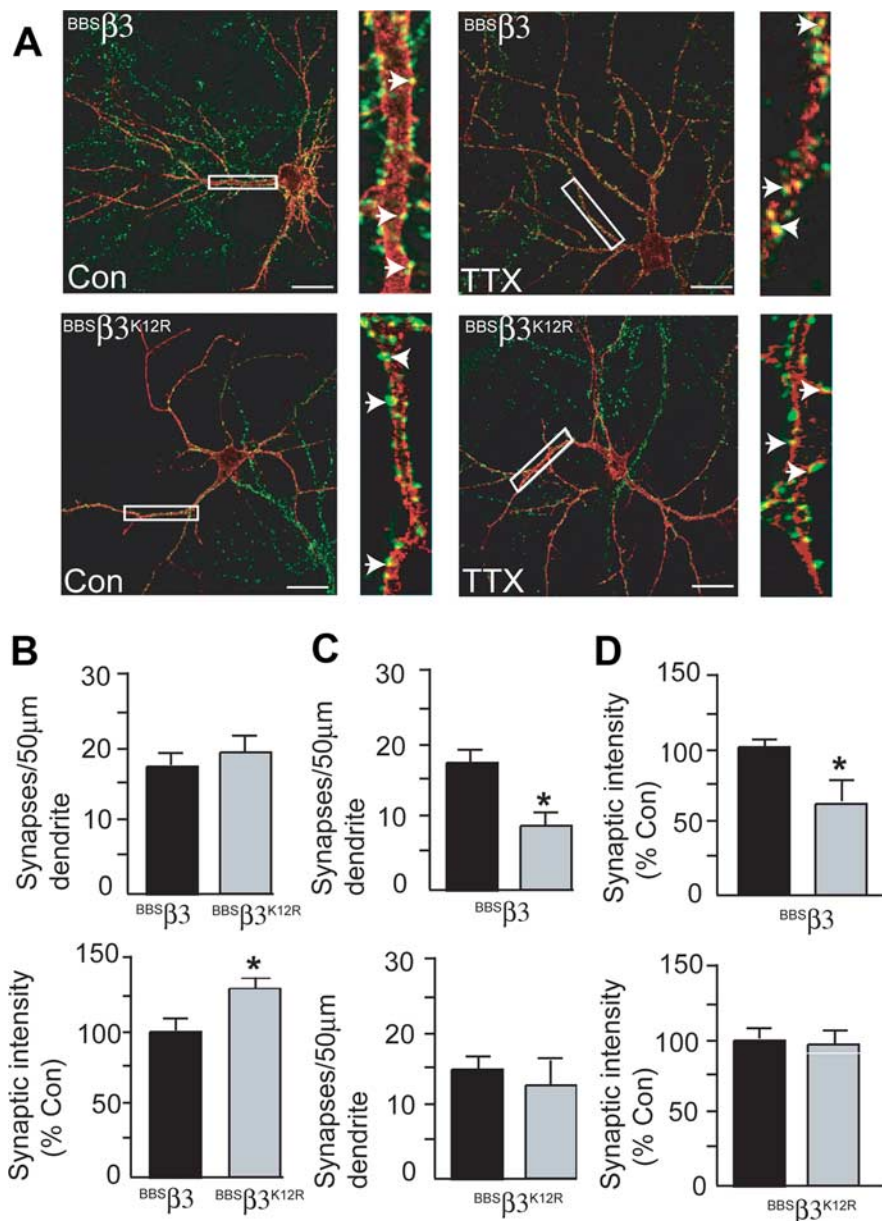 A
BBSβ3
Con
BBSβ3
TTX
BBSβ3K12R
Con
BBSβ3K12R
TTX
B
Synapses/50μm
dendrite
30
20
10
0
BBSβ3 BBSβ3K12R
Synaptic intensity
(% Con)
150
100
50
0
*
BBSβ3 BBSβ3K12R
C
Synapses/50μm
dendrite
30
20
10
0
*
BBSβ3
Synapses/50μm
dendrite
30
20
10
0
BBSβ3K12R
D
Synaptic intensity
(% Con)
150
100
50
0
*
BBSβ3
Synaptic intensity
(% Con)
150
100
50
0
BBSβ3K12R